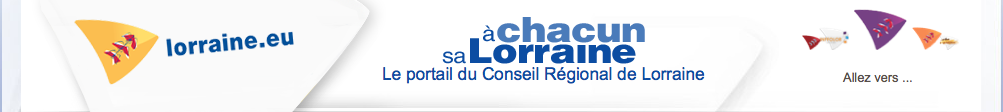 lorraine.eu
à chacun
sa Lorraine
Le portail du Conseil Régional de Lorraine
Allez vers ...